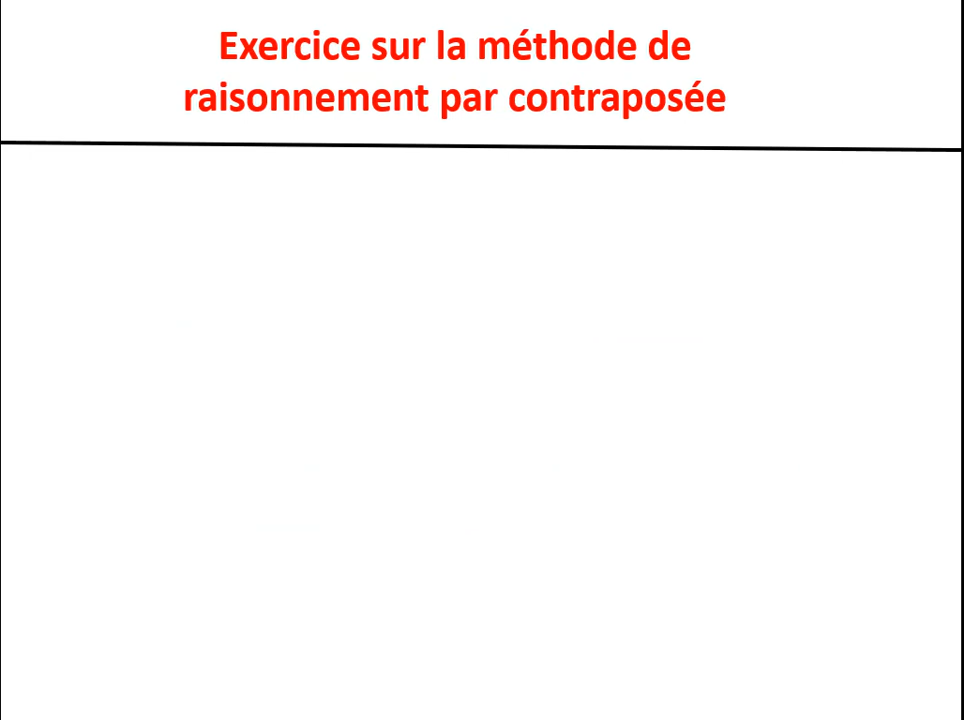 Exercice sur la méthode de
raisonnement par contraposée